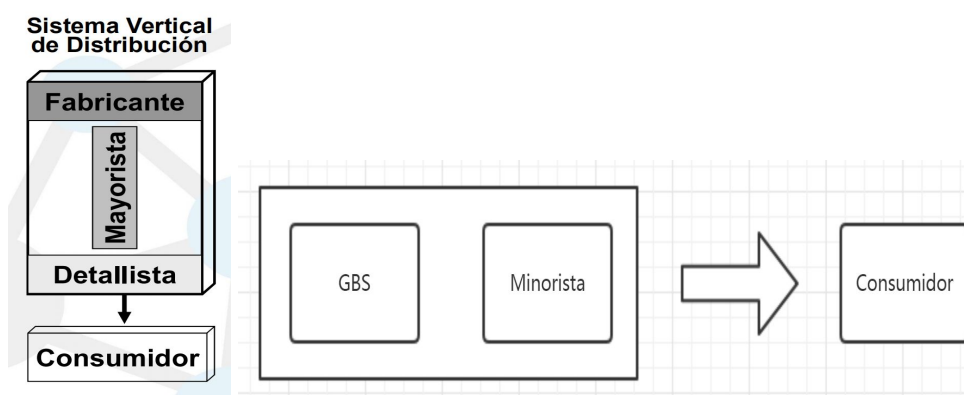 Sistema Vertical
de Distribución
Fabricante
Mayorista
Detallista
Consumidor
GBS
Minorista
Consumidor